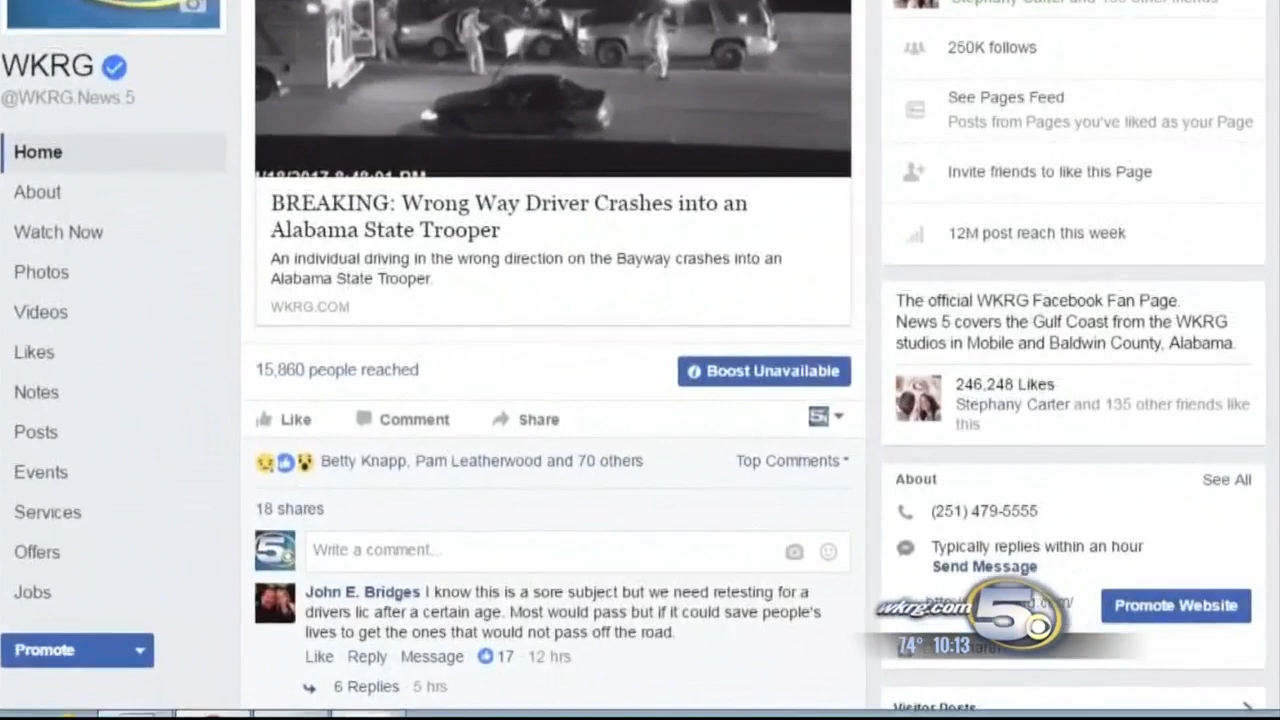 WKRG
@WKRG.News.5
Home
About
Watch Now
Photos
Videos
Likes
Notes
Posts
Events
Services
Offers
Jobs
Promote
BREAKING: Wrong Way Driver Crashes into an
Alabama State Trooper
An individual driving in the wrong direction on the Bayway crashes into an
Alabama State Trooper.
WKRG.COM
15,860 people reached
Boost Unavailable
Like Comment Share
5
Betty Knapp, Pam Leatherwood and 70 others
Top Comments
18 shares
5
Write a comment...
John E. Bridges I know this is a sore subject but we need retesting for a
drivers lic after a certain age. Most would pass but if it could save people's
lives to get the ones that would not pass off the road.
Like Reply Message 17 · 12 hrs
6 Replies · 5 hrs
Stephany Carter and
250K follows
See Pages Feed
Posts from Pages you've liked as your Page
Invite friends to like this Page
12M post reach this week
The official WKRG Facebook Fan Page.
News 5 covers the Gulf Coast from the WKRG
studios in Mobile and Baldwin County, Alabama.
246,248 Likes
Stephany Carter and 135 other friends like
this
About
See All
(251) 479-5555
Typically replies within an hour
Send Message
Promote Website
wkrg.com 5
74° 10:13
Visitor Posts